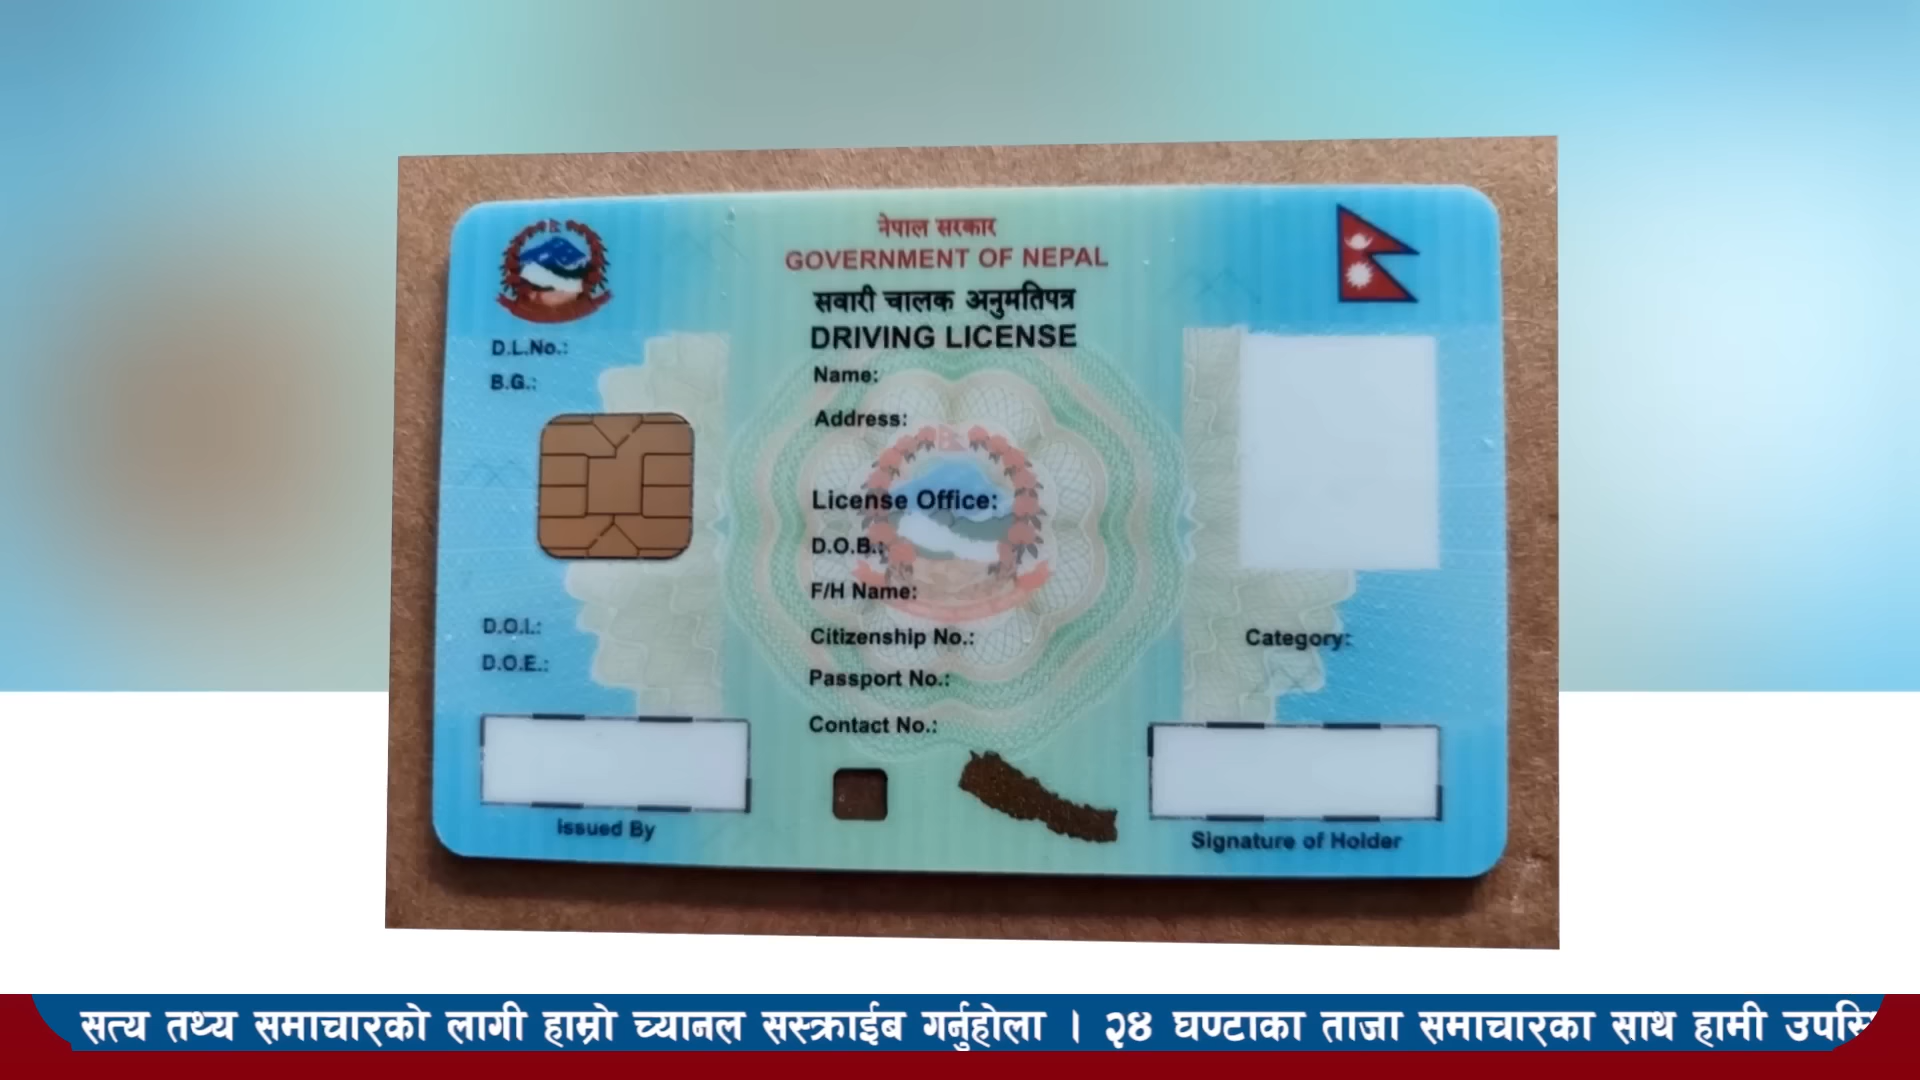 नेपाल सरकार
GOVERNMENT OF NEPAL
सवारी चालक अनुमतिपत्र
DRIVING LICENSE
D.L.No.:
B.G.:
Name:
Address:
License Office:
D.O.B.:
F/H Name:
Citizenship No.:
Passport No.:
Contact No.:
D.O.I.:
D.O.E.:
Category:
Issued By
Signature of Holder
सत्य तथ्य समाचारको लागी हाम्रो च्यानल सस्क्राईब गर्नुहोला । २४ घण्टाका ताजा समाचारका साथ हामी